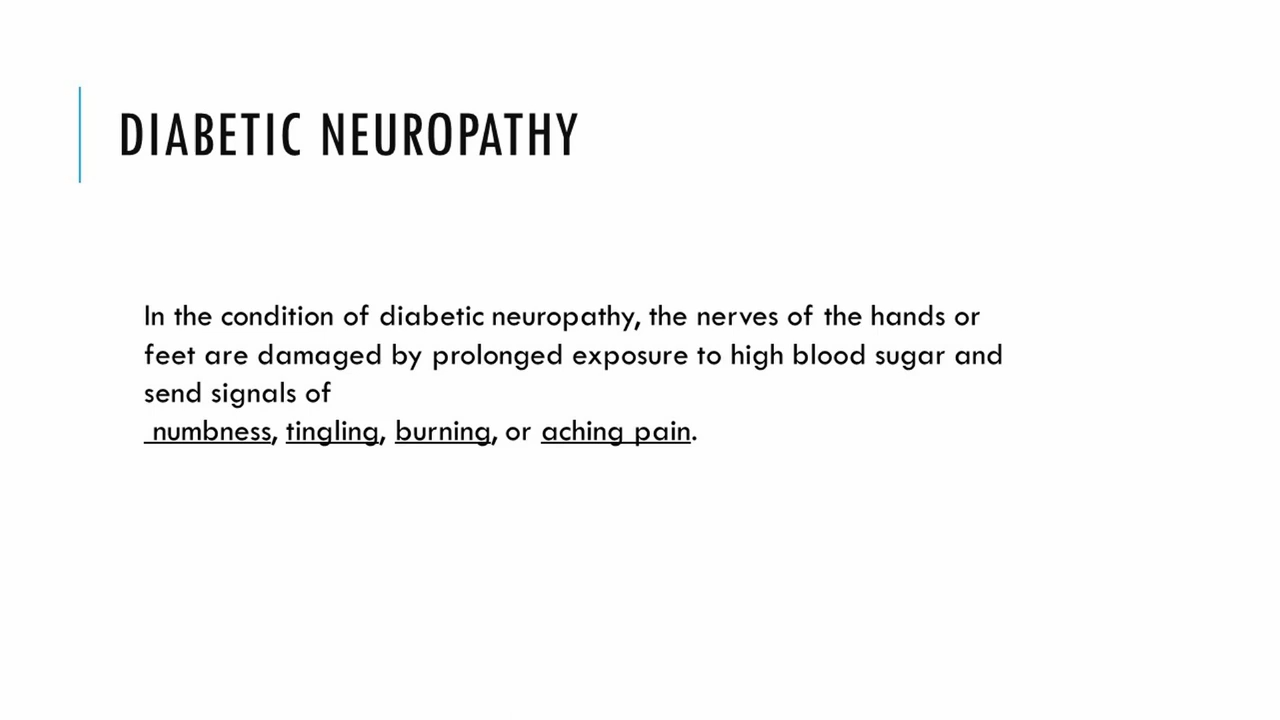 DIABETIC NEUROPATHY
In the condition of diabetic neuropathy, the nerves of the hands or
feet are damaged by prolonged exposure to high blood sugar and
send signals of
numbness, tingling, burning, or aching pain.